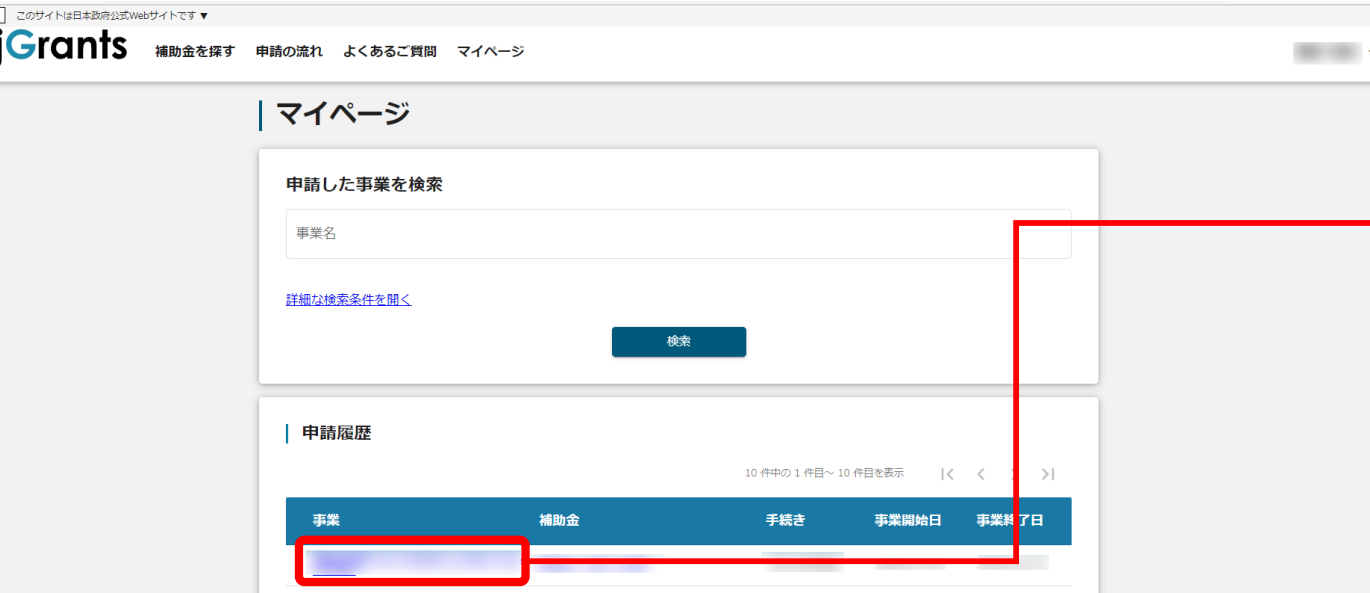 このサイトは日本政府公式Webサイトです ▼
jGrants 補助金を探す 申請の流れ よくあるご質問 マイページ
マイページ
申請した事業を検索
事業名
詳細な検索条件を開く
検索
申請履歴
10 件中の 1 件目～ 10 件目を表示
事業 補助金 手続き 事業開始日 事業終了日